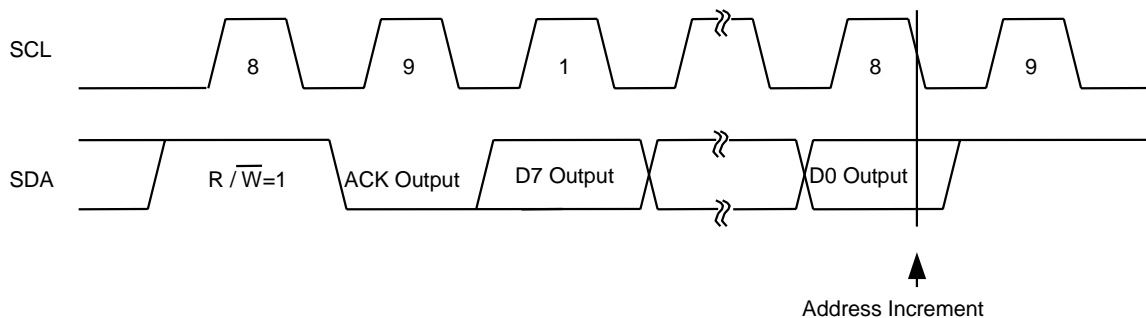 SCL
8 9 1 8 9
SDA
R / W̅=1 ACK Output D7 Output D0 Output
Address Increment